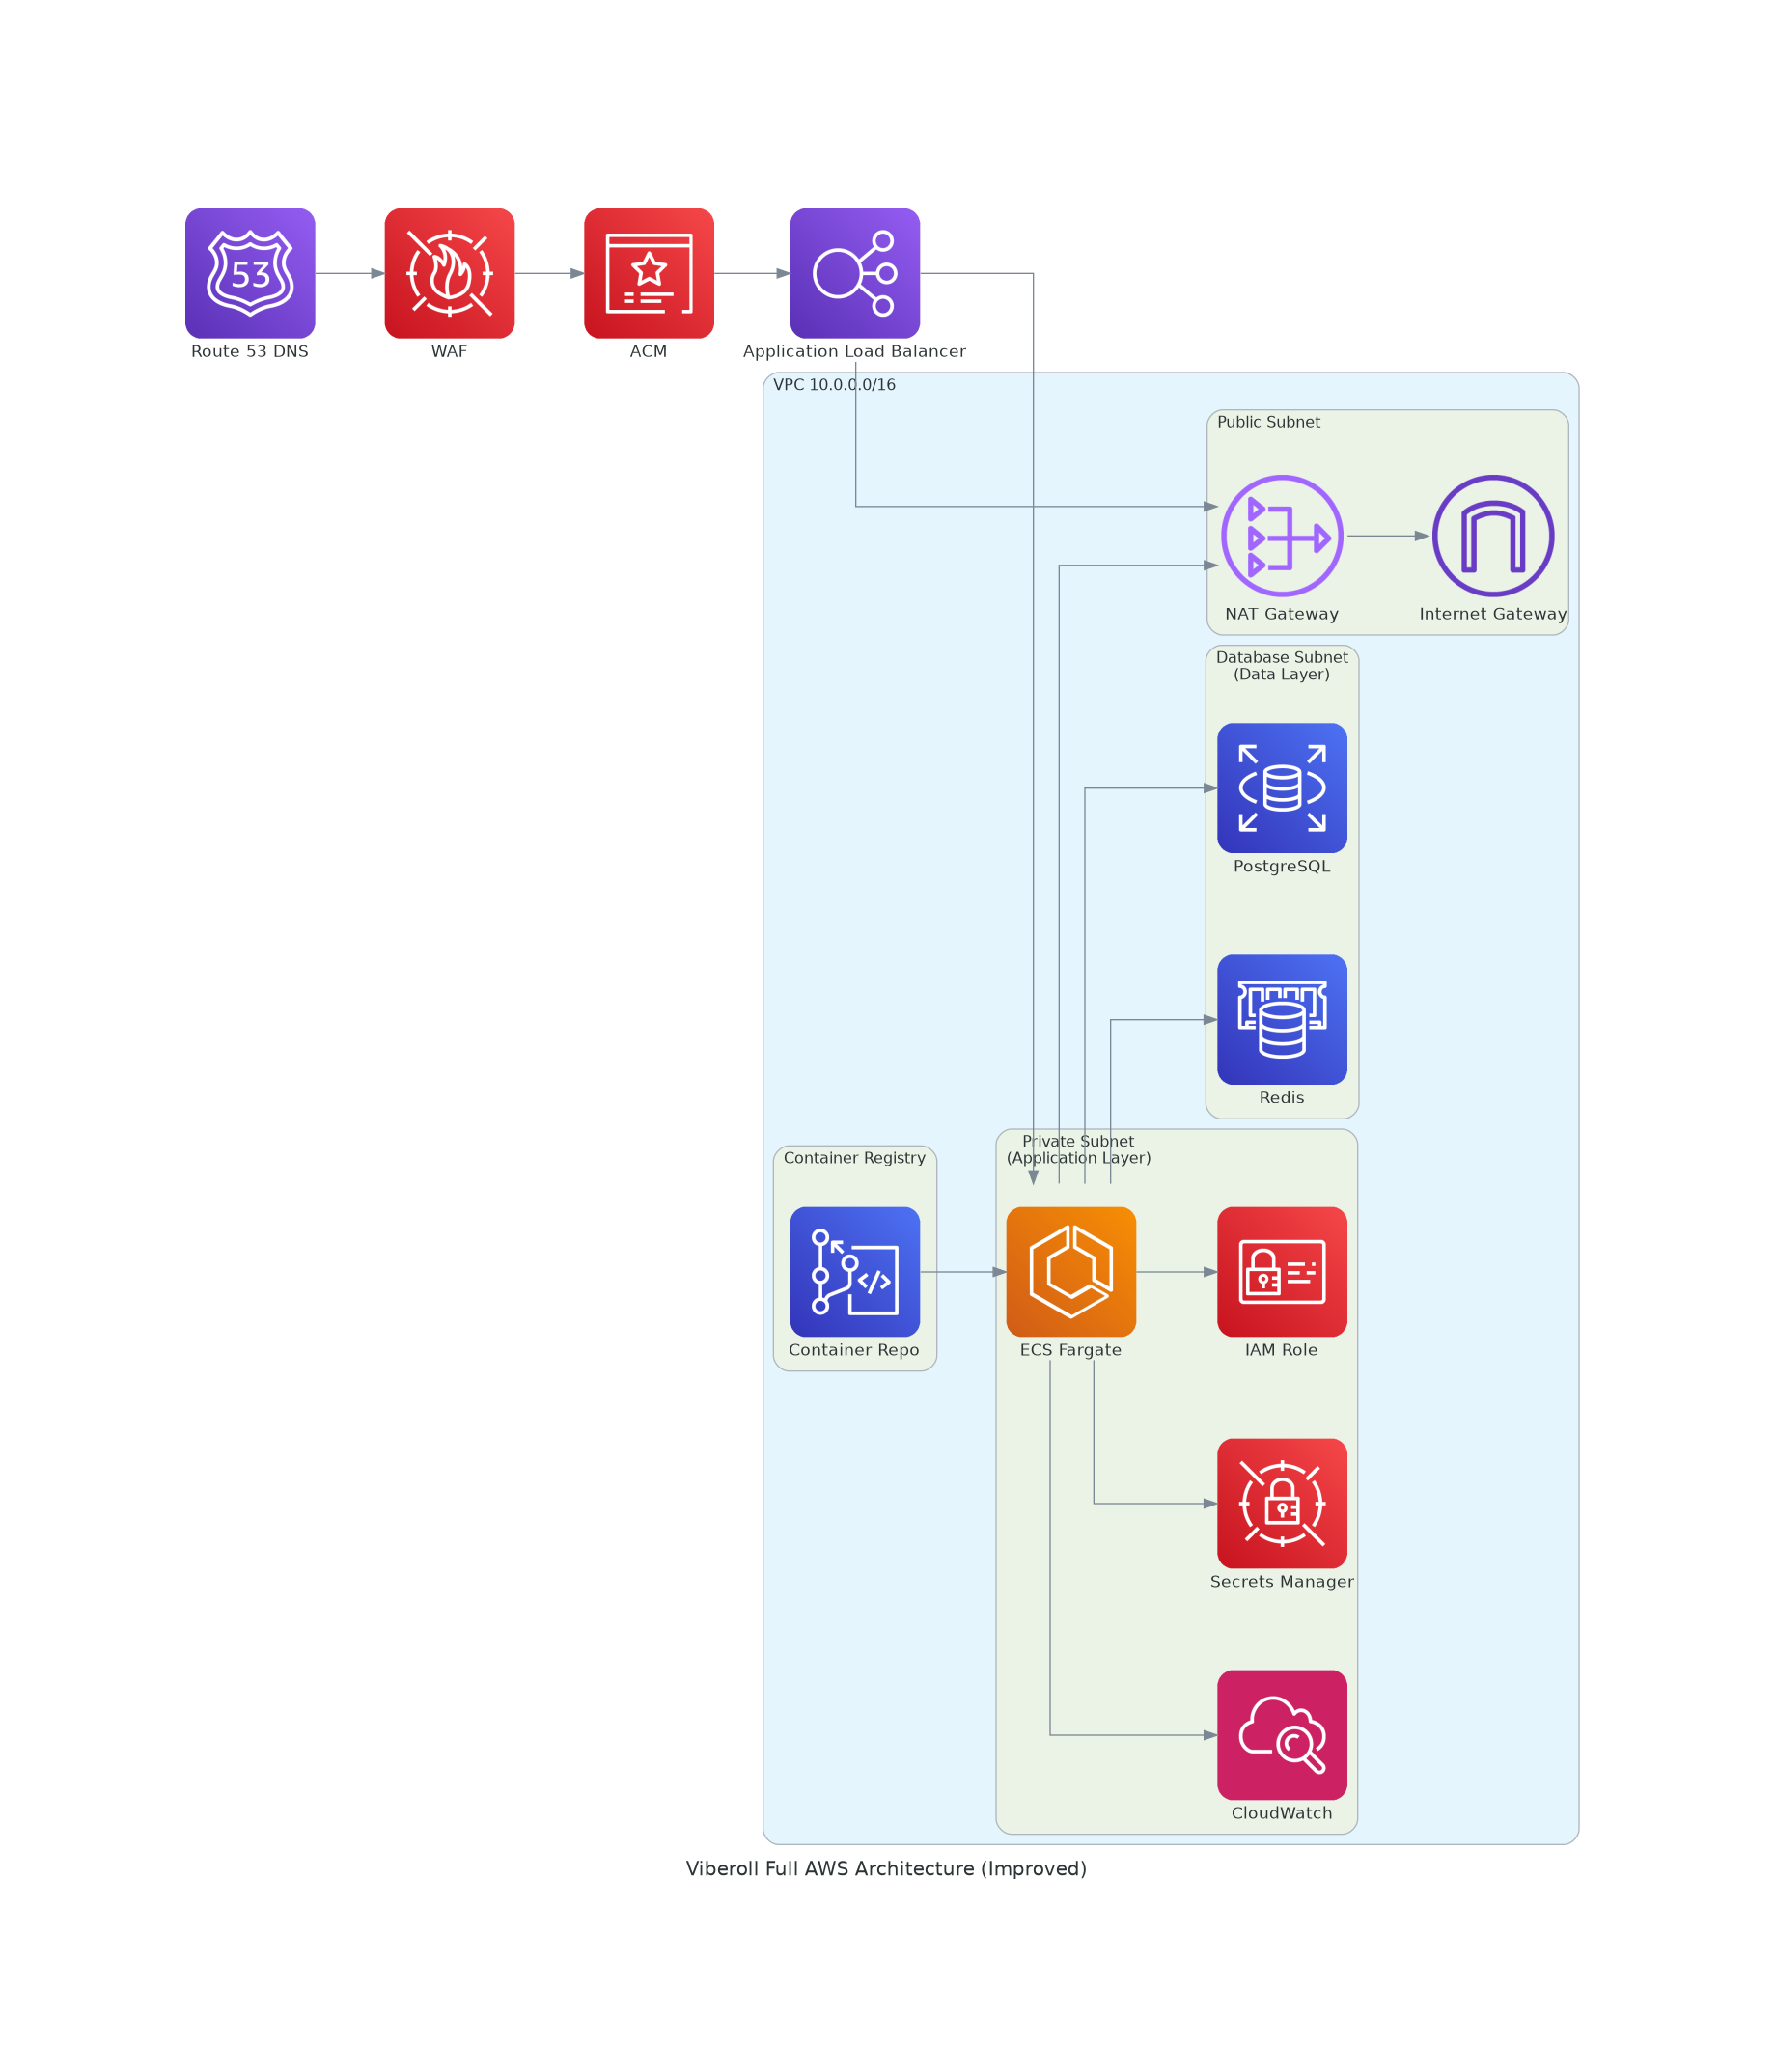 53
Route 53 DNS
WAF
ACM
Application Load Balancer
VPC 10.0.0.0/16
Public Subnet
NAT Gateway
Internet Gateway
Database Subnet
(Data Layer)
PostgreSQL
Redis
Container Registry
Private Subnet
(Application Layer)
Container Repo
ECS Fargate
IAM Role
Secrets Manager
CloudWatch
Viberoll Full AWS Architecture (Improved)